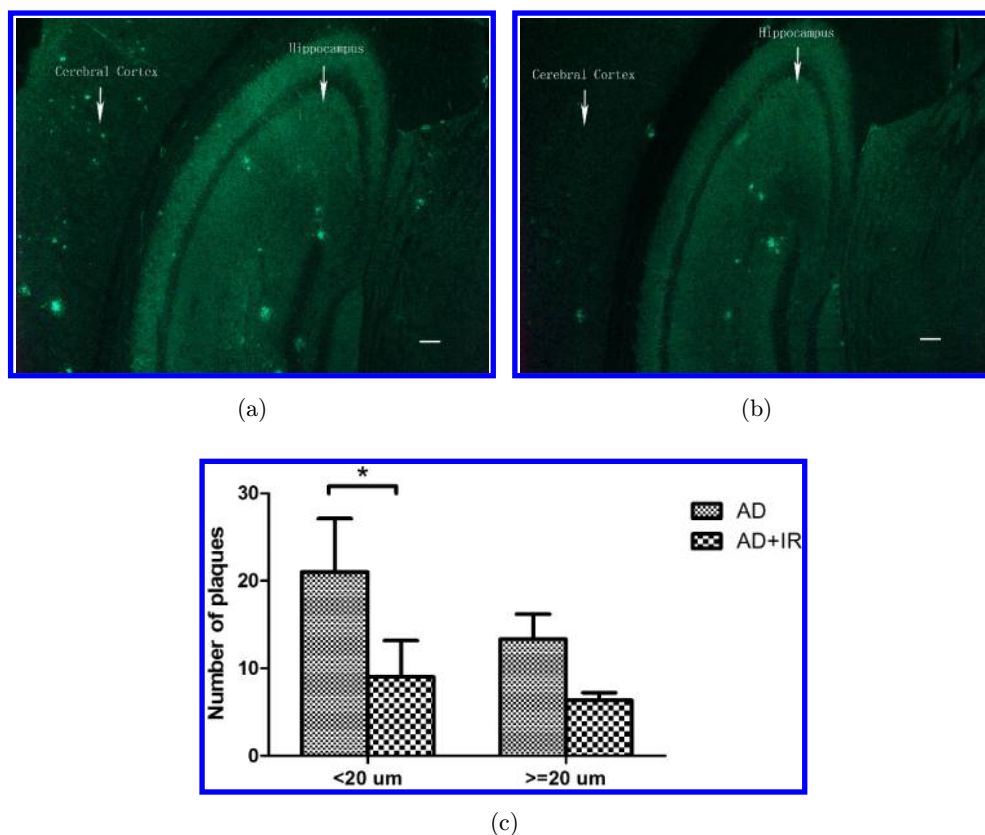 Hippocampus
Cerebral Cortex
Hippocampus
Cerebral Cortex
(a)
(b)
*
30
20
10
0
Number of plaques
AD
AD+IR
<20 um
>=20 um
(c)